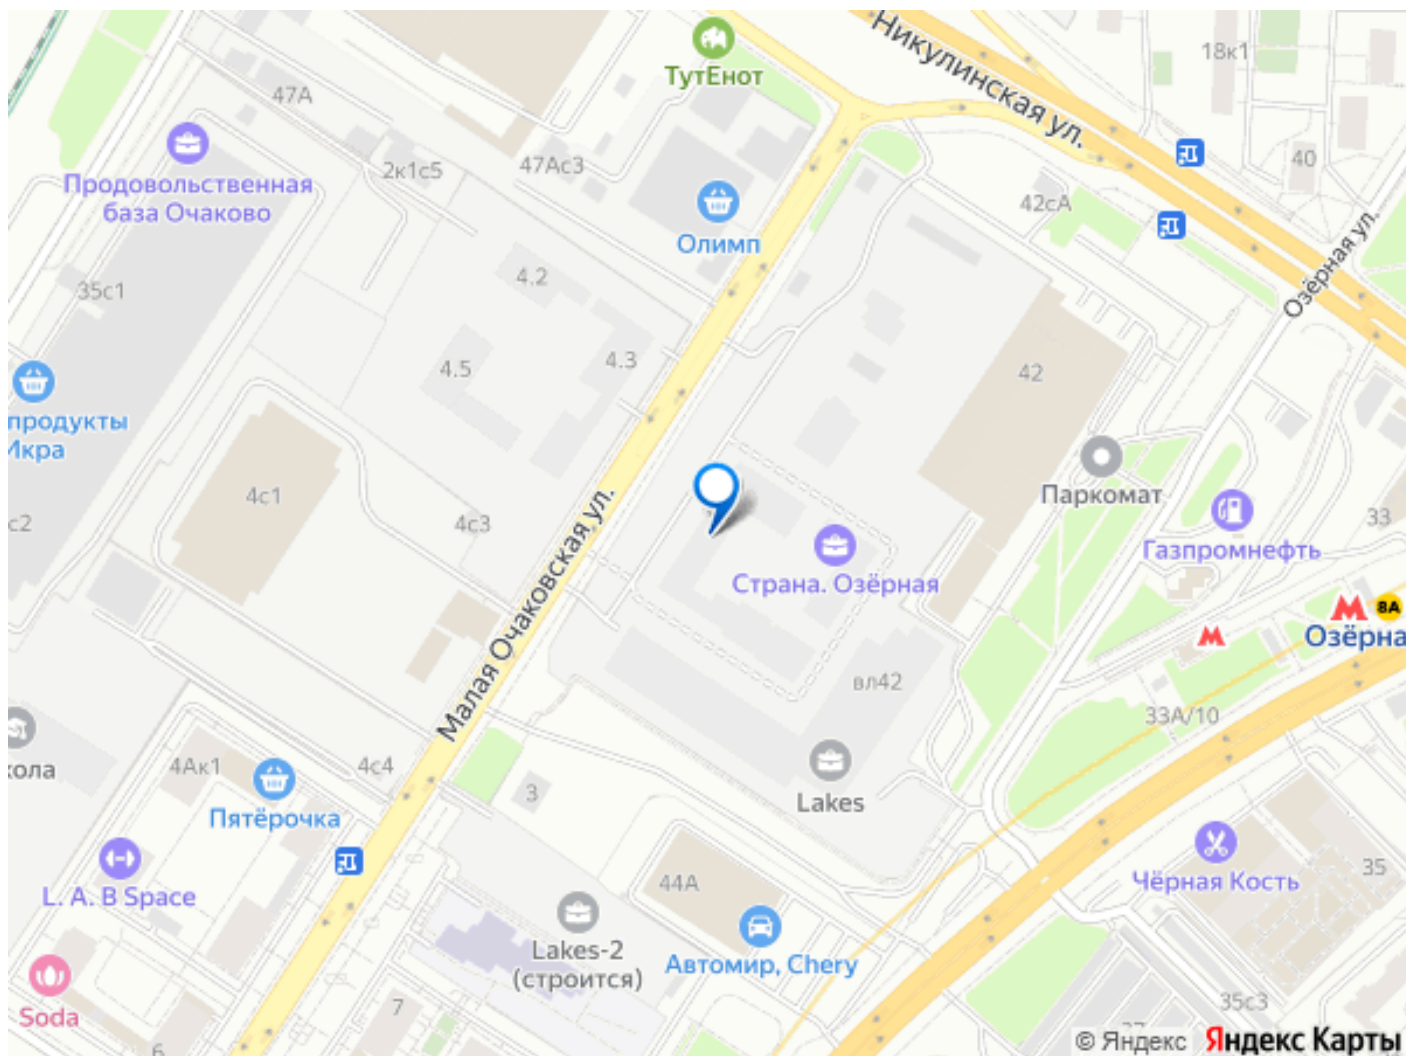 Никулинская ул.
18к1
ТутЕнот
47А
2к1с5
47Ас3
40
Продовольственная
база Очаково
42сА
Олимп
Озёрная ул.
35с1
4.2
4.5
4.3
42
продукты
Икра
4с1
4с3
Паркомат
33
Газпромнефть
с2
Малая Очаковская ул.
Страна. Озёрная
8А
Озёрна
вл42
33А/10
кола
4Ак1
4с4
Пятёрочка
3
Lakes
L. A. B Space
44А
Чёрная Кость
35
Lakes-2
(строится)
Автомир, Chery
Soda
7
35с3
6
© Яндекс Яндекс Карты